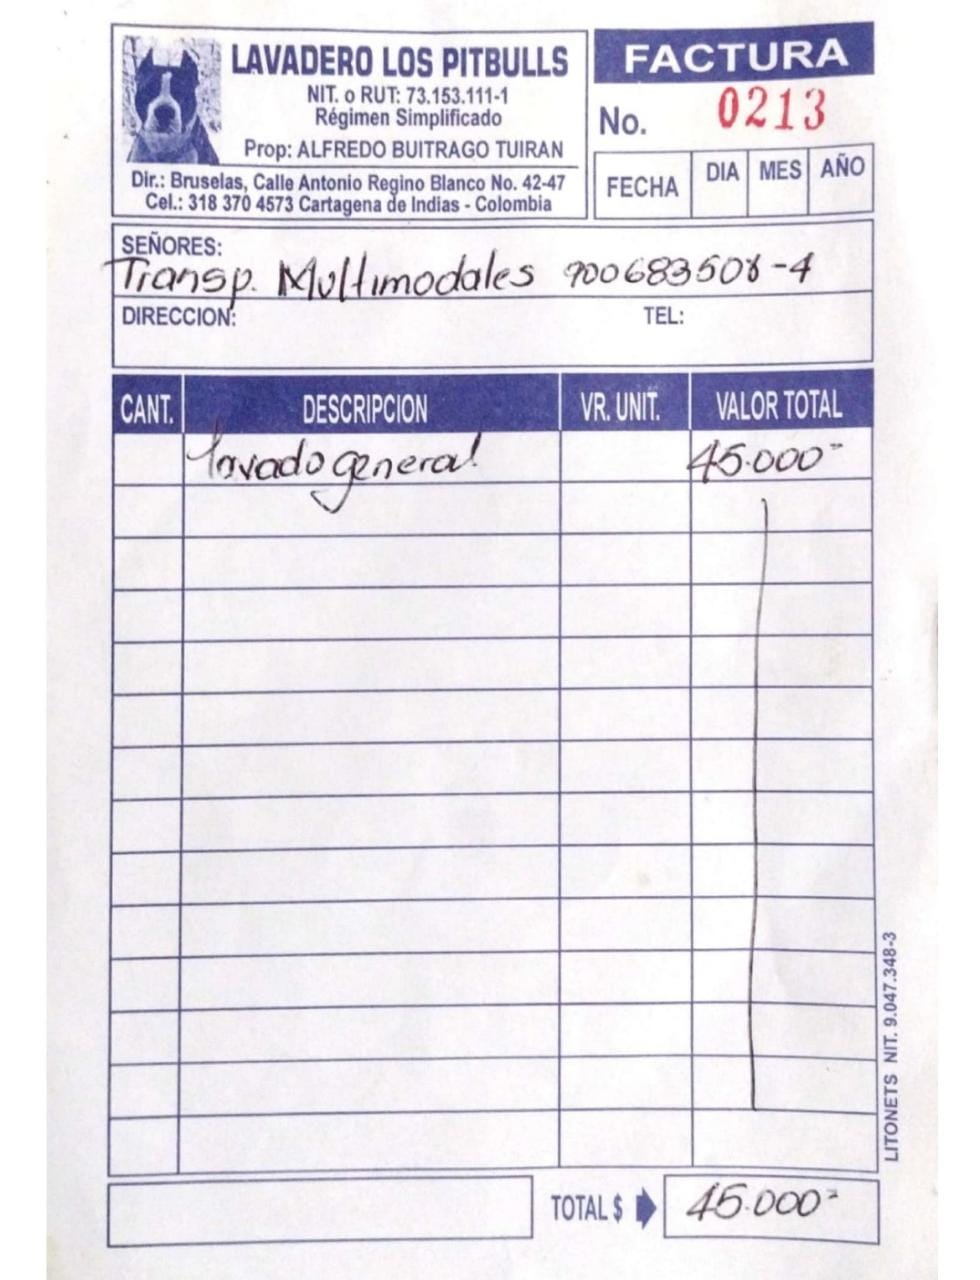 LAVADERO LOS PITBULLS
NIT. o RUT: 73.153.111-1
Régimen Simplificado
Prop: ALFREDO BUITRAGO TUIRAN
Dir.: Bruselas, Calle Antonio Regino Blanco No. 42-47
Cel.: 318 370 4573 Cartagena de Indias - Colombia
FACTURA
No. 0213
FECHA DIA MES AÑO
SEÑORES:
Transp. Multimodales 900683508-4
DIRECCION: TEL:
CANT. DESCRIPCION VR. UNIT. VALOR TOTAL
lavado general 45.000=
TOTAL $ 45.000=
LITONETS NIT. 9.047.348-3